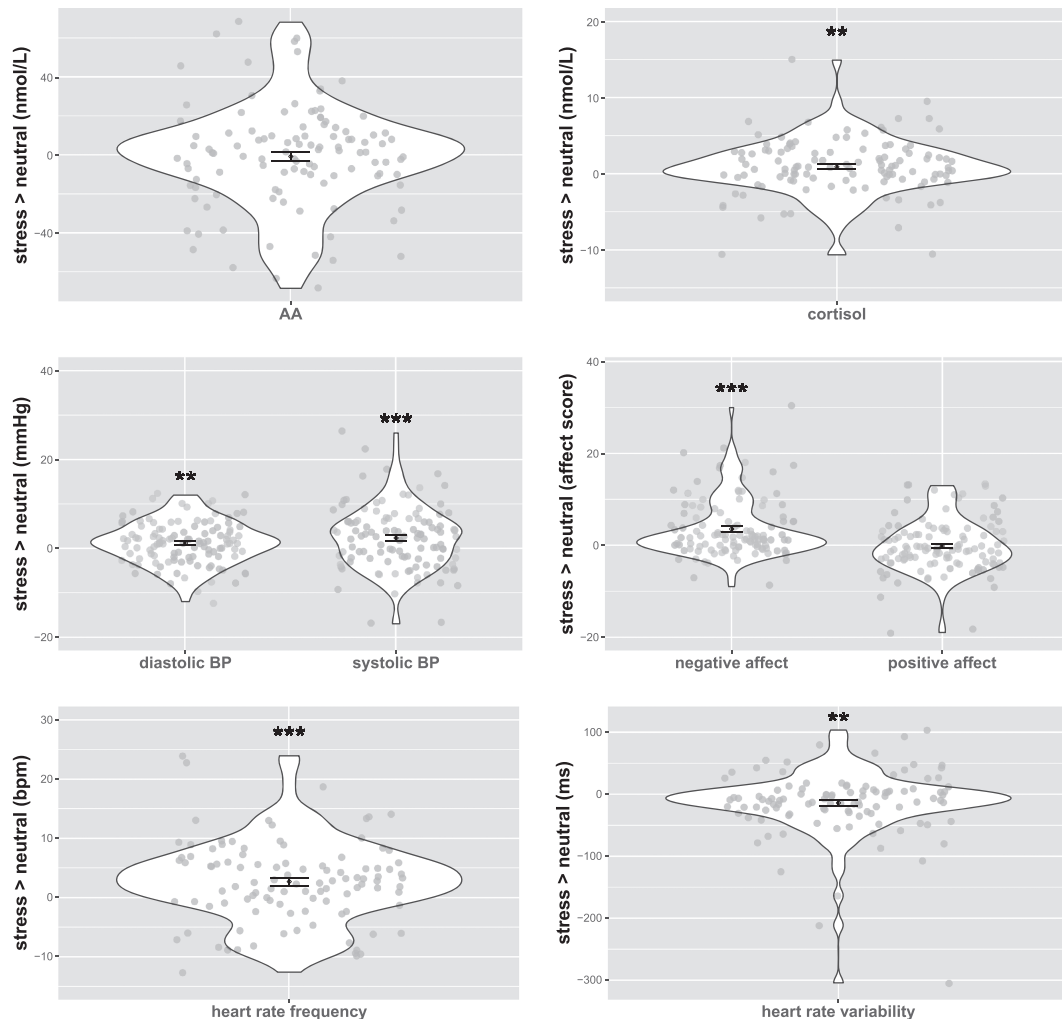 stress > neutral (nmol/L)
40
0
−40
AA
stress > neutral (nmol/L)
20
10
0
−10
**
cortisol
stress > neutral (mmHg)
40
20
0
−20
**
***
diastolic BP
systolic BP
stress > neutral (affect score)
40
20
0
−20
***
negative affect
positive affect
stress > neutral (bpm)
30
20
10
0
−10
***
heart rate frequency
stress > neutral (ms)
100
0
−100
−200
−300
**
heart rate variability